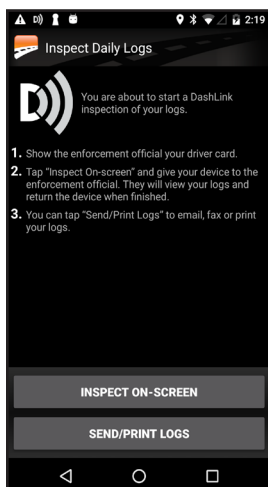 2:19
Inspect Daily Logs
You are about to start a DashLink
inspection of your logs.
1. Show the enforcement official your driver card.
2. Tap "Inspect On-screen" and give your device to the
enforcement official. They will view your logs and
return the device when finished.
3. You can tap "Send/Print Logs" to email, fax or print
your logs.
INSPECT ON-SCREEN
SEND/PRINT LOGS